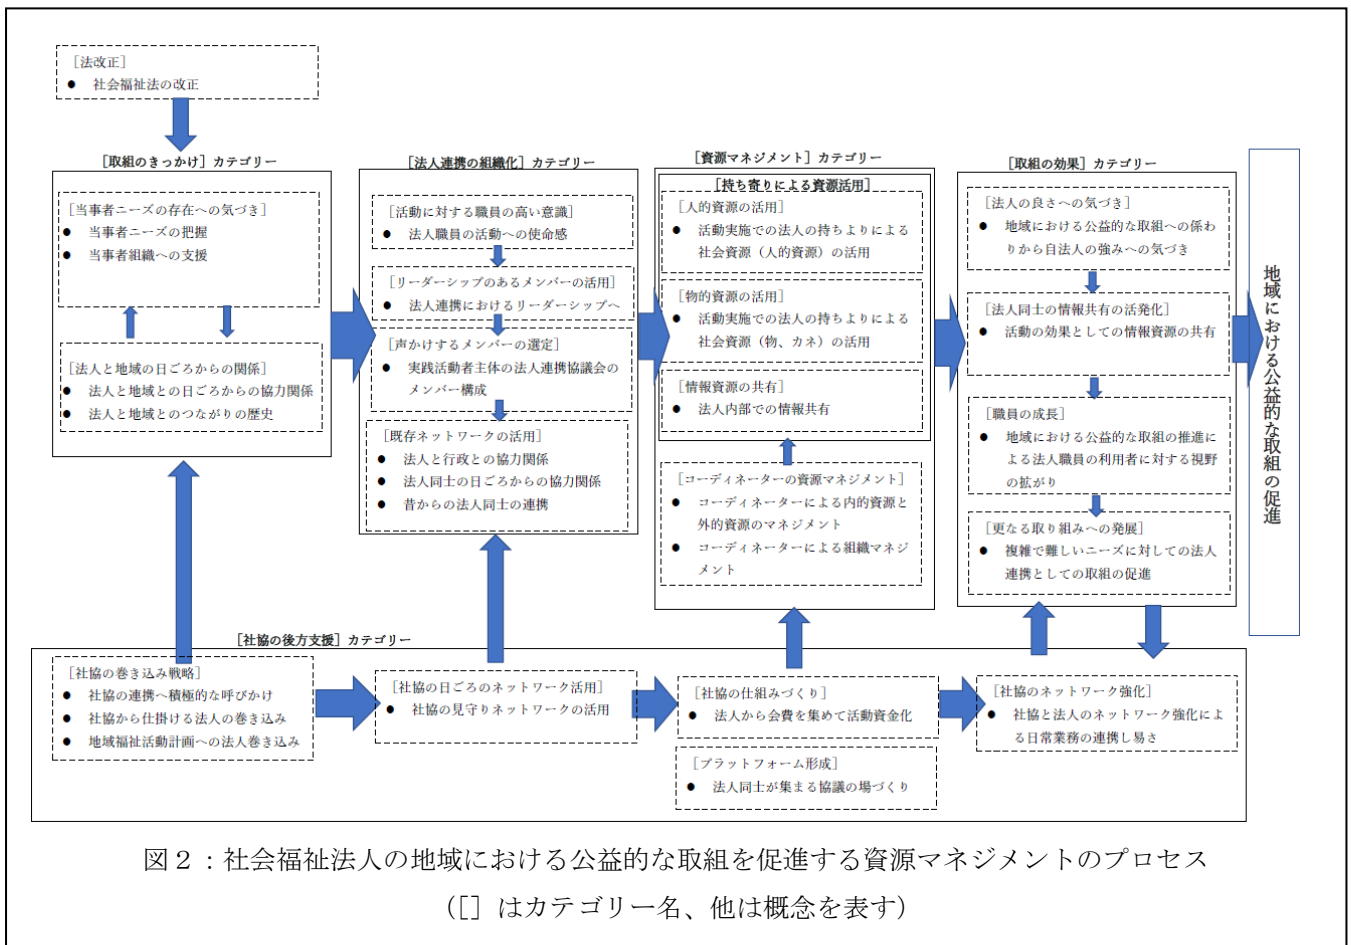 ［法改正］
● 社会福祉法の改正
［取組のきっかけ］カテゴリー
［当事者ニーズの存在への気づき］
● 当事者ニーズの把握
● 当事者組織への支援
［法人と地域の日ごろからの関係］
● 法人と地域との日ごろからの協力関係
● 法人と地域とのつながりの歴史
［法人連携の組織化］カテゴリー
［活動に対する職員の高い意識］
● 法人職員の活動への使命感
［リーダーシップのあるメンバーの活用］
● 法人連携におけるリーダーシップへ
［声かけするメンバーの選定］
● 実践活動者主体の法人連携協議会の
メンバー構成
［既存ネットワークの活用］
● 法人と行政との協力関係
● 法人同士の日ごろからの協力関係
● 昔からの法人同士の連携
［資源マネジメント］カテゴリー
［持ち寄りによる資源活用］
［人的資源の活用］
● 活動実施での法人の持ちよりによる
社会資源（人的資源）の活用
［物的資源の活用］
● 活動実施での法人の持ちよりによる
社会資源（物、カネ）の活用
［情報資源の共有］
● 法人内部での情報共有
［コーディネーターの資源マネジメント］
● コーディネーターによる内的資源と
外的資源のマネジメント
● コーディネーターによる組織マネジ
メント
［取組の効果］カテゴリー
［法人の良さへの気づき］
● 地域における公益的な取組への係わ
りから自法人の強みへの気づき
［法人同士の情報共有の活発化］
● 活動の効果としての情報資源の共有
［職員の成長］
● 地域における公益的な取組の推進に
よる法人職員の利用者に対する視野
の拡がり
［更なる取り組みへの発展］
● 複雑で難しいニーズに対しての法人
連携としての取組の促進
地域における公益的な取組の促進
［社協の後方支援］カテゴリー
［社協の巻き込み戦略］
● 社協の連携へ積極的な呼びかけ
● 社協から仕掛ける法人の巻き込み
● 地域福祉活動計画への法人巻き込み
［社協の日ごろのネットワーク活用］
● 社協の見守りネットワークの活用
［社協の仕組みづくり］
● 法人から会費を集めて活動資金化
［プラットフォーム形成］
● 法人同士が集まる協議の場づくり
［社協のネットワーク強化］
● 社協と法人のネットワーク強化によ
る日常業務の連携し易さ
図２：社会福祉法人の地域における公益的な取組を促進する資源マネジメントのプロセス
（［］はカテゴリー名、他は概念を表す）